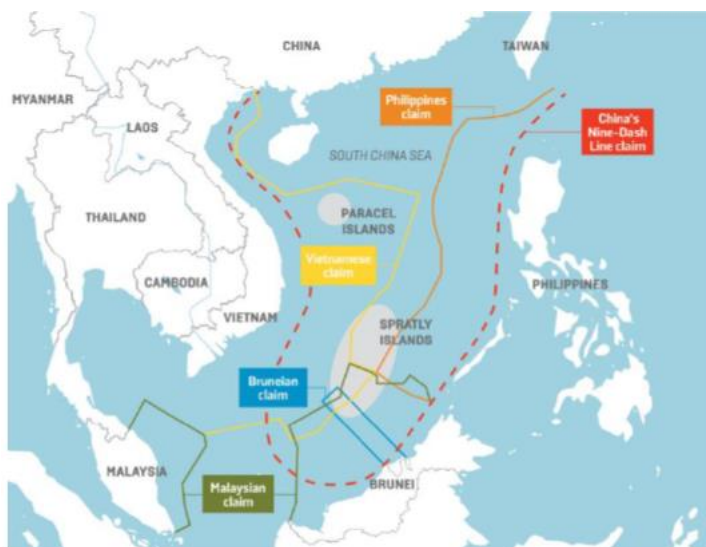 CHINA
TAIWAN
MYANMAR
Philippines
claim
China's
Nine-Dash
Line claim
LAOS
SOUTH CHINA SEA
THAILAND
PARACEL
ISLANDS
Vietnamese
claim
CAMBODIA
PHILIPPINES
VIETNAM
SPRATLY
ISLANDS
Bruneian
claim
MALAYSIA
BRUNEI
Malaysian
claim